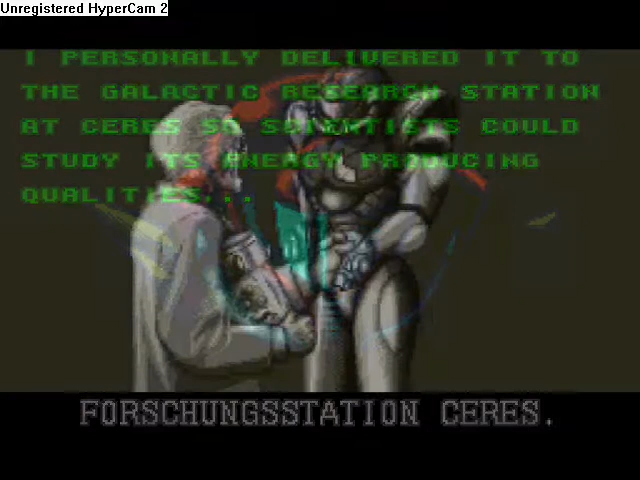 Unregistered HyperCam 2
I PERSONALLY DELIVERED IT TO
THE GALACTIC RESEARCH STATION
AT CERES SO SCIENTISTS COULD
STUDY ITS ENERGY PRODUCING
QUALITIES...
FORSCHUNGSSTATION CERES.